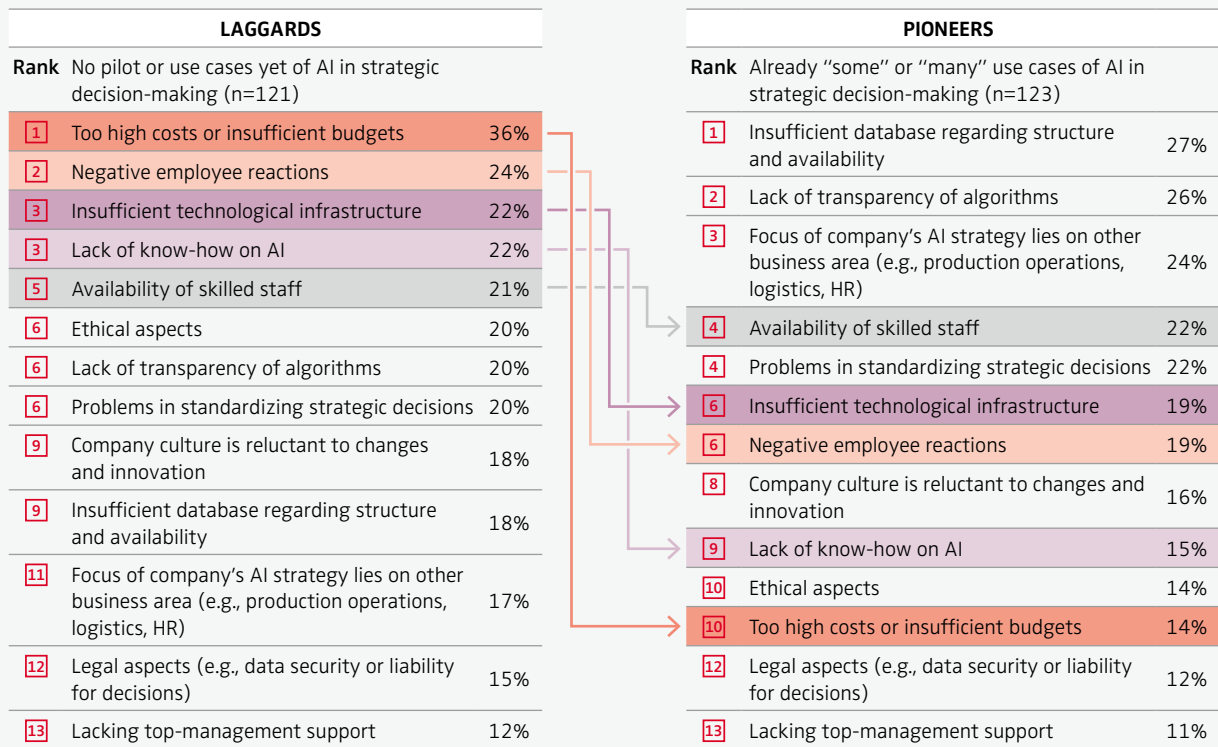 LAGGARDS
Rank No pilot or use cases yet of AI in strategic
decision-making (n=121)
1 Too high costs or insufficient budgets 36%
2 Negative employee reactions 24%
3 Insufficient technological infrastructure 22%
3 Lack of know-how on AI 22%
5 Availability of skilled staff 21%
6 Ethical aspects 20%
6 Lack of transparency of algorithms 20%
6 Problems in standardizing strategic decisions 20%
9 Company culture is reluctant to changes
and innovation 18%
9 Insufficient database regarding structure
and availability 18%
11 Focus of company's AI strategy lies on other
business area (e.g., production operations, 17%
logistics, HR)
12 Legal aspects (e.g., data security or liability
for decisions) 15%
13 Lacking top-management support 12%
PIONEERS
Rank Already "some" or "many" use cases of AI in
strategic decision-making (n=123)
1 Insufficient database regarding structure
and availability 27%
2 Lack of transparency of algorithms 26%
3 Focus of company's AI strategy lies on other
business area (e.g., production operations, 24%
logistics, HR)
4 Availability of skilled staff 22%
4 Problems in standardizing strategic decisions 22%
6 Insufficient technological infrastructure 19%
6 Negative employee reactions 19%
8 Company culture is reluctant to changes and
innovation 16%
9 Lack of know-how on AI 15%
10 Ethical aspects 14%
10 Too high costs or insufficient budgets 14%
12 Legal aspects (e.g., data security or liability
for decisions) 12%
13 Lacking top-management support 11%